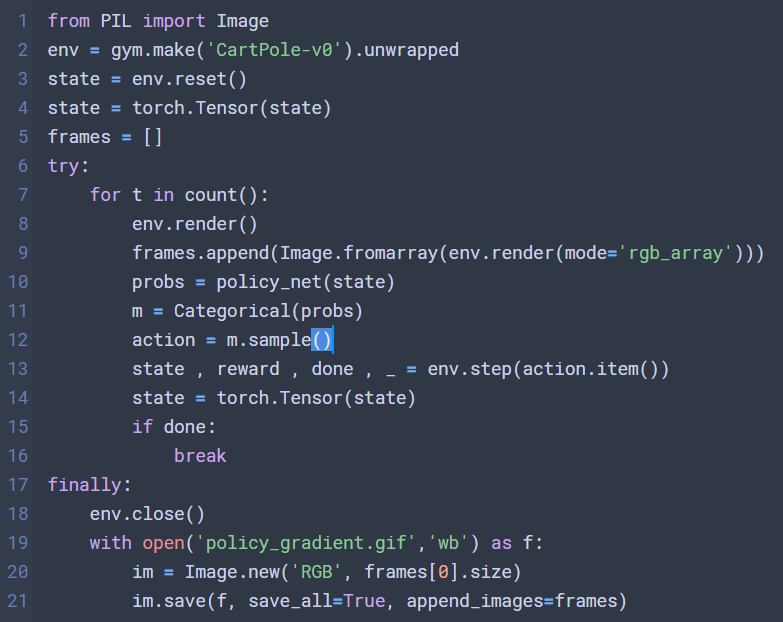 1 from PIL import Image
2 env = gym.make('CartPole-v0').unwrapped
3 state = env.reset()
4 state = torch.Tensor(state)
5 frames = []
6 try:
7     for t in count():
8         env.render()
9         frames.append(Image.fromarray(env.render(mode='rgb_array')))
10         probs = policy_net(state)
11         m = Categorical(probs)
12         action = m.sample()
13         state , reward , done , _ = env.step(action.item())
14         state = torch.Tensor(state)
15         if done:
16             break
17 finally:
18     env.close()
19     with open('policy_gradient.gif','wb') as f:
20         im = Image.new('RGB', frames[0].size)
21         im.save(f, save_all=True, append_images=frames)